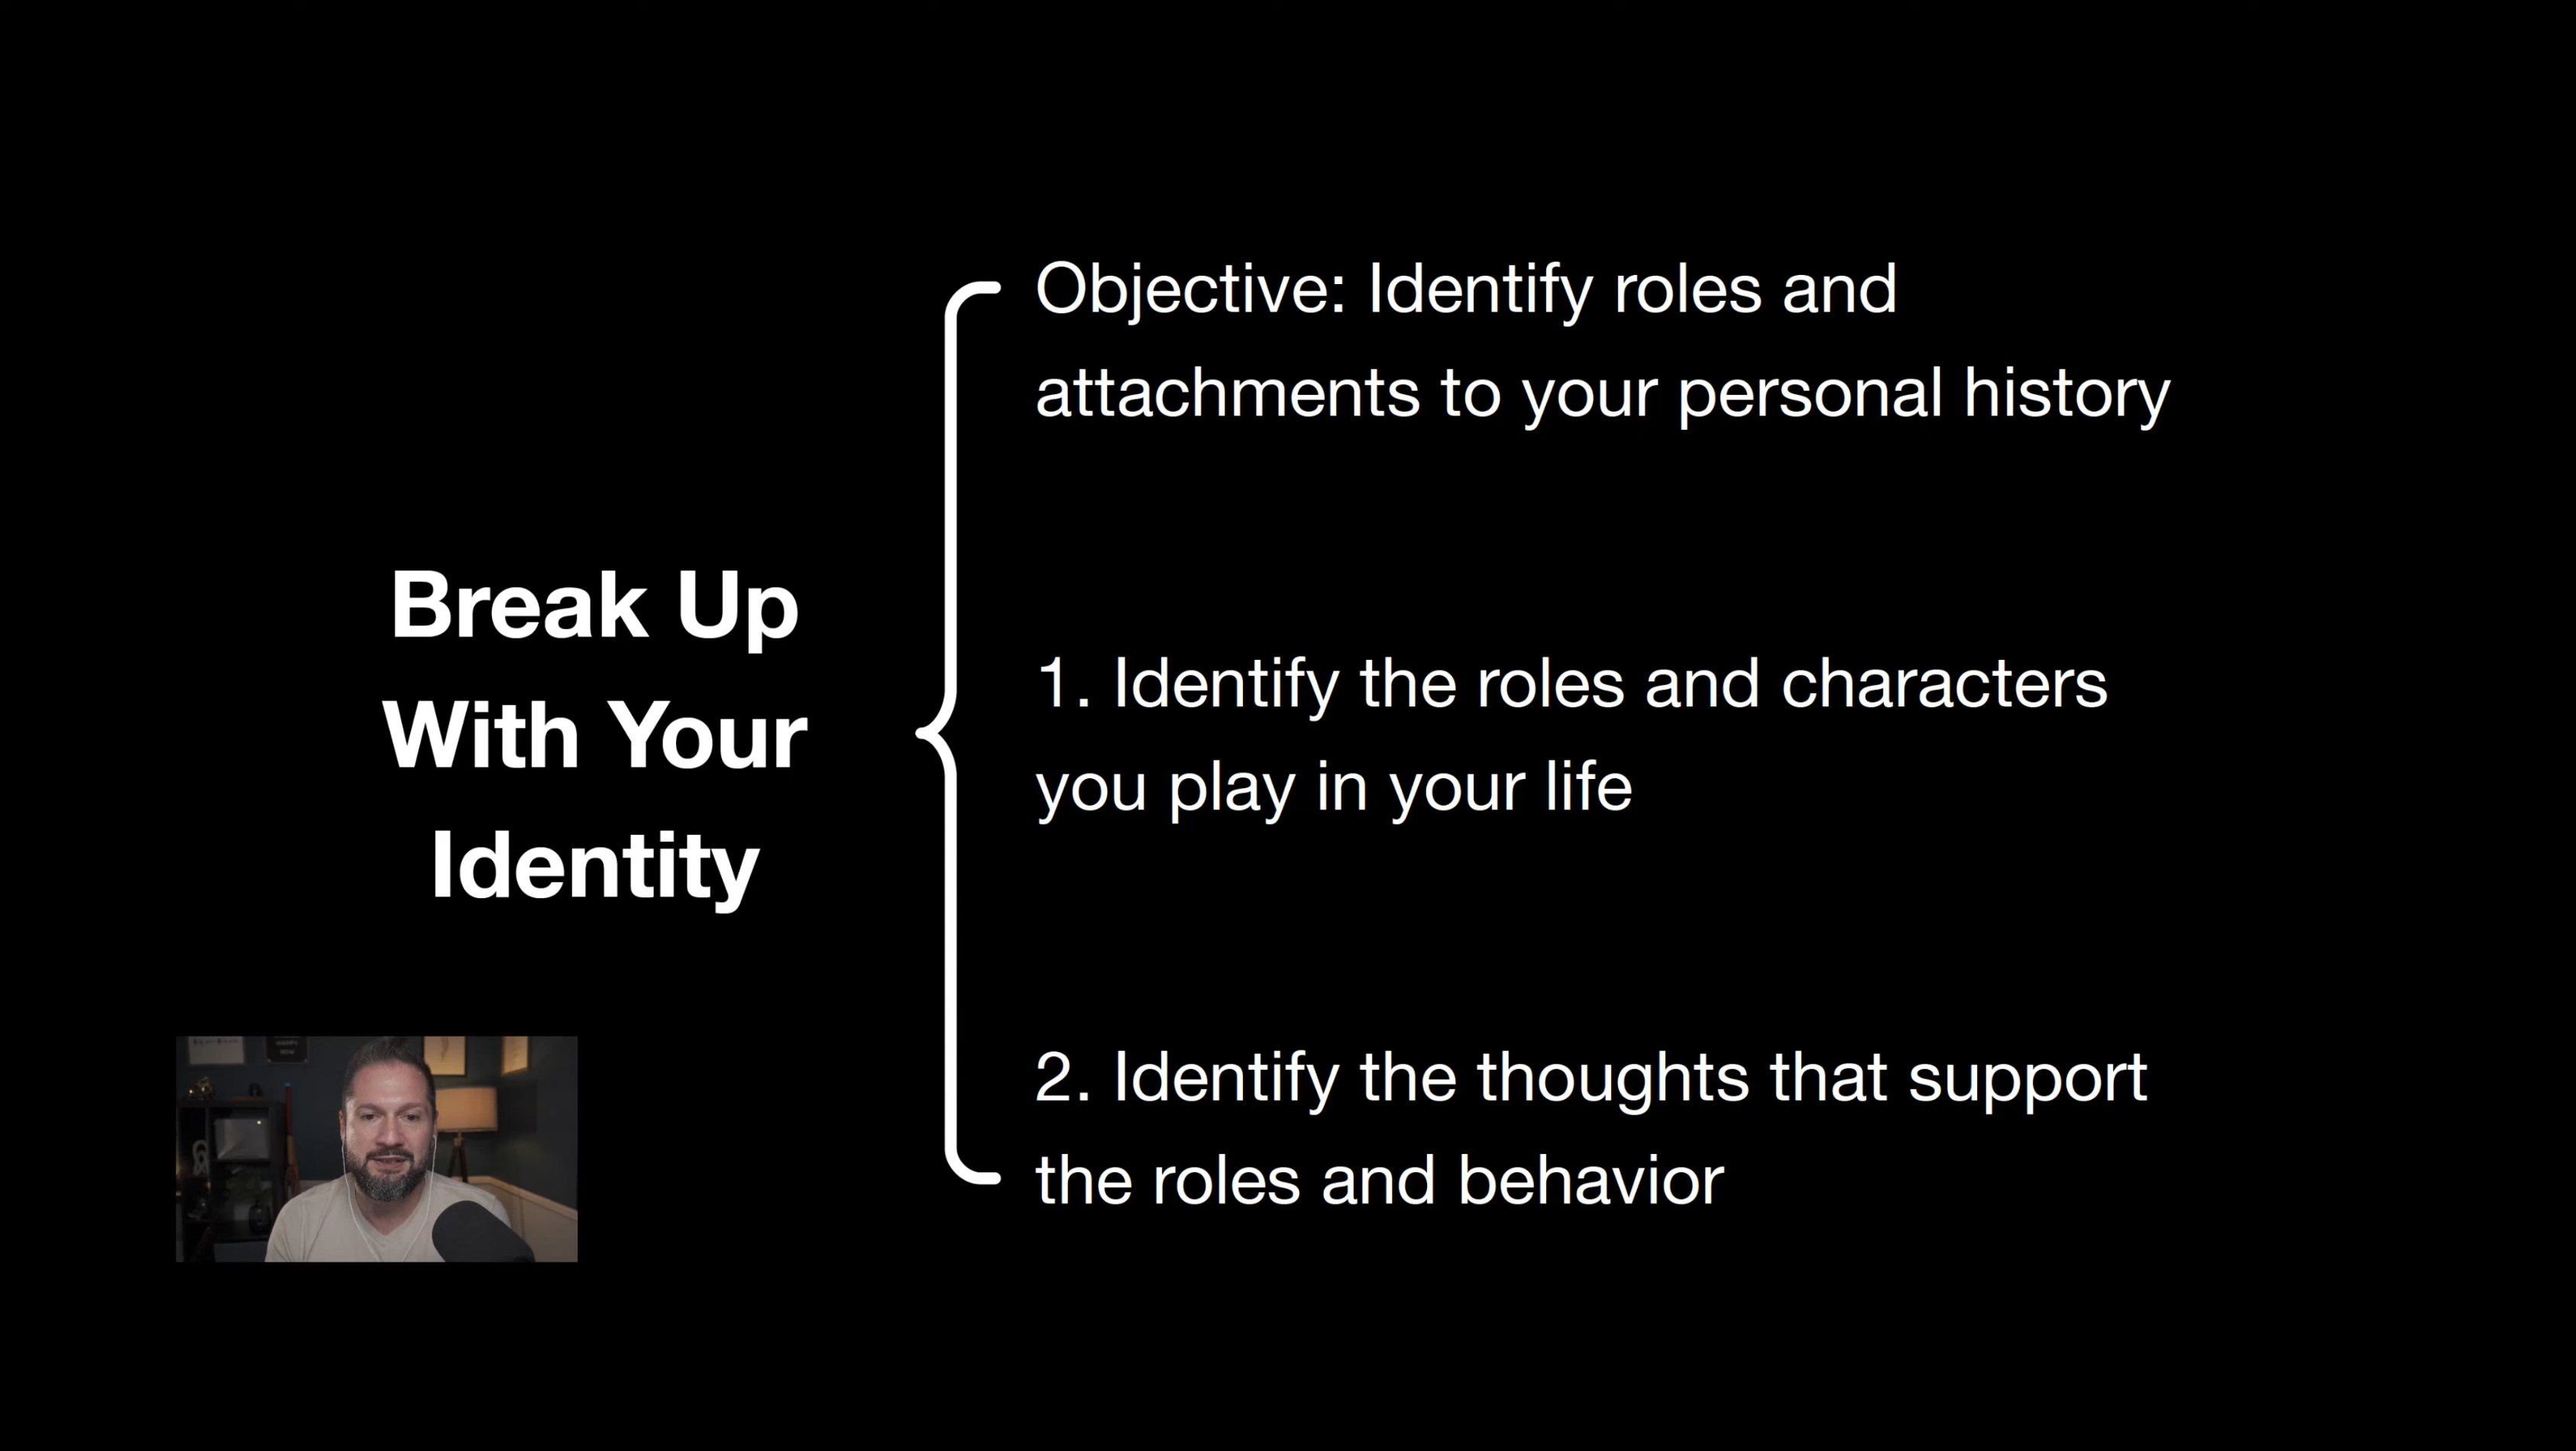 Break Up
With Your
Identity
Objective: Identify roles and
attachments to your personal history
1. Identify the roles and characters
you play in your life
2. Identify the thoughts that support
the roles and behavior